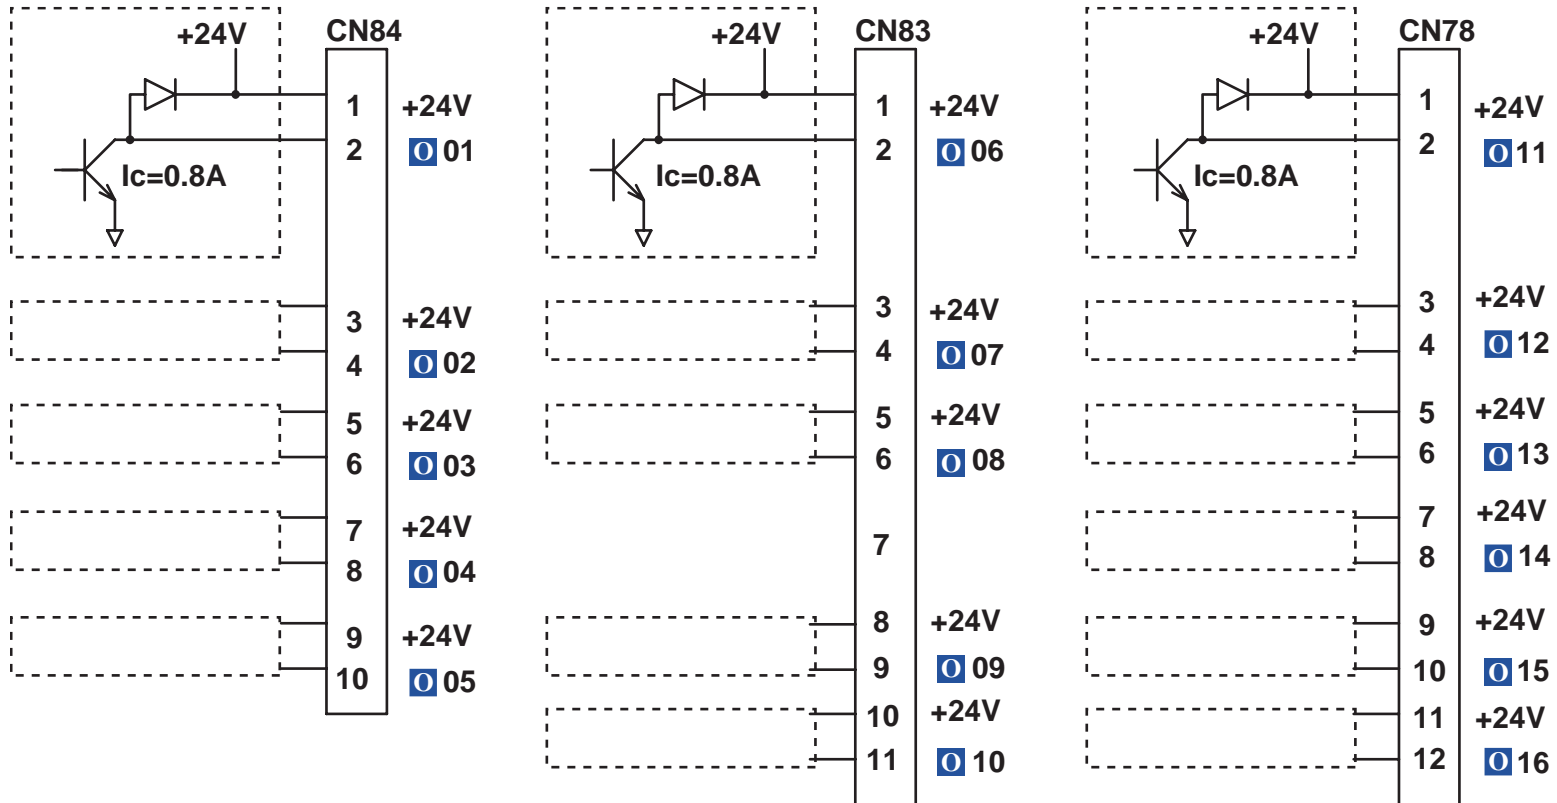 +24V
CN84
1 +24V
2 O 01
Ic=0.8A
3 +24V
4 O 02
5 +24V
6 O 03
7 +24V
8 O 04
9 +24V
10 O 05
+24V
CN83
1 +24V
2 O 06
Ic=0.8A
3 +24V
4 O 07
5 +24V
6 O 08
7
8 +24V
9 O 09
10 +24V
11 O 10
+24V
CN78
1 +24V
2 O 11
Ic=0.8A
3 +24V
4 O 12
5 +24V
6 O 13
7 +24V
8 O 14
9 +24V
10 O 15
11 +24V
12 O 16